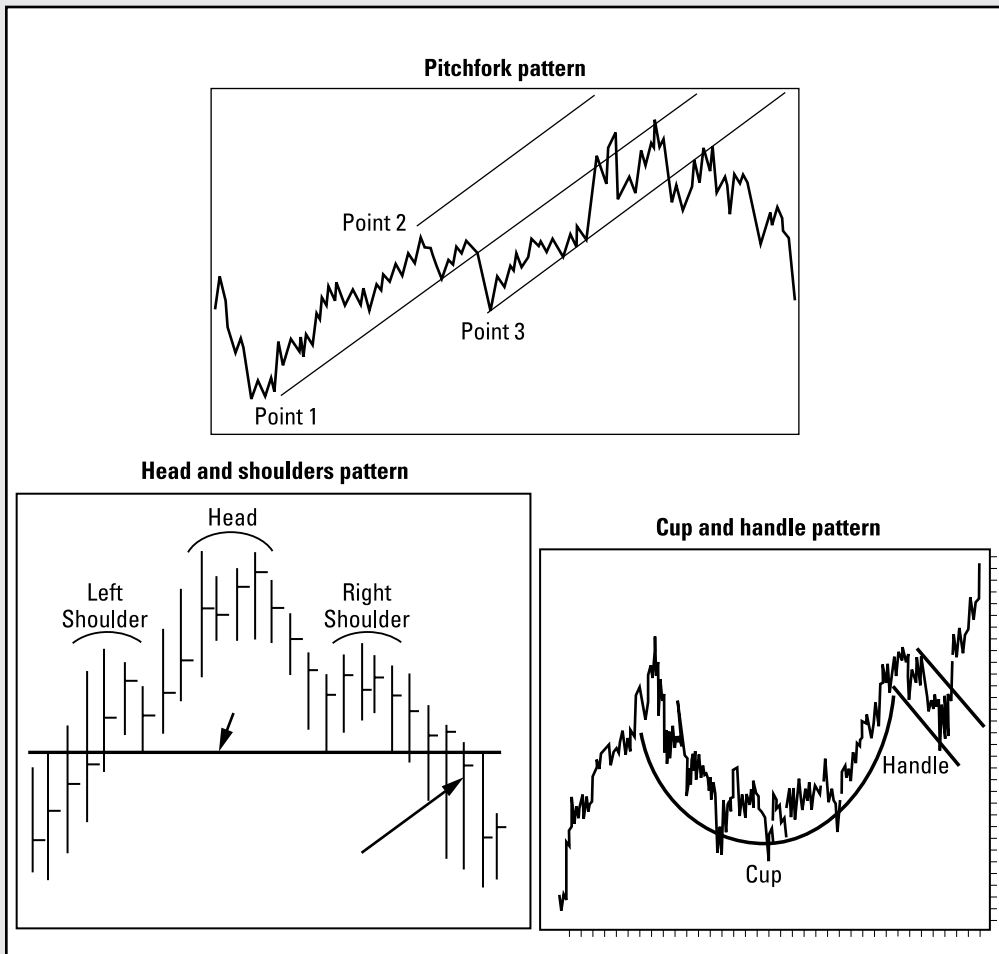 Pitchfork pattern
Point 2
Point 3
Point 1
Head and shoulders pattern
Head
Left
Shoulder
Right
Shoulder
Cup and handle pattern
Handle
Cup